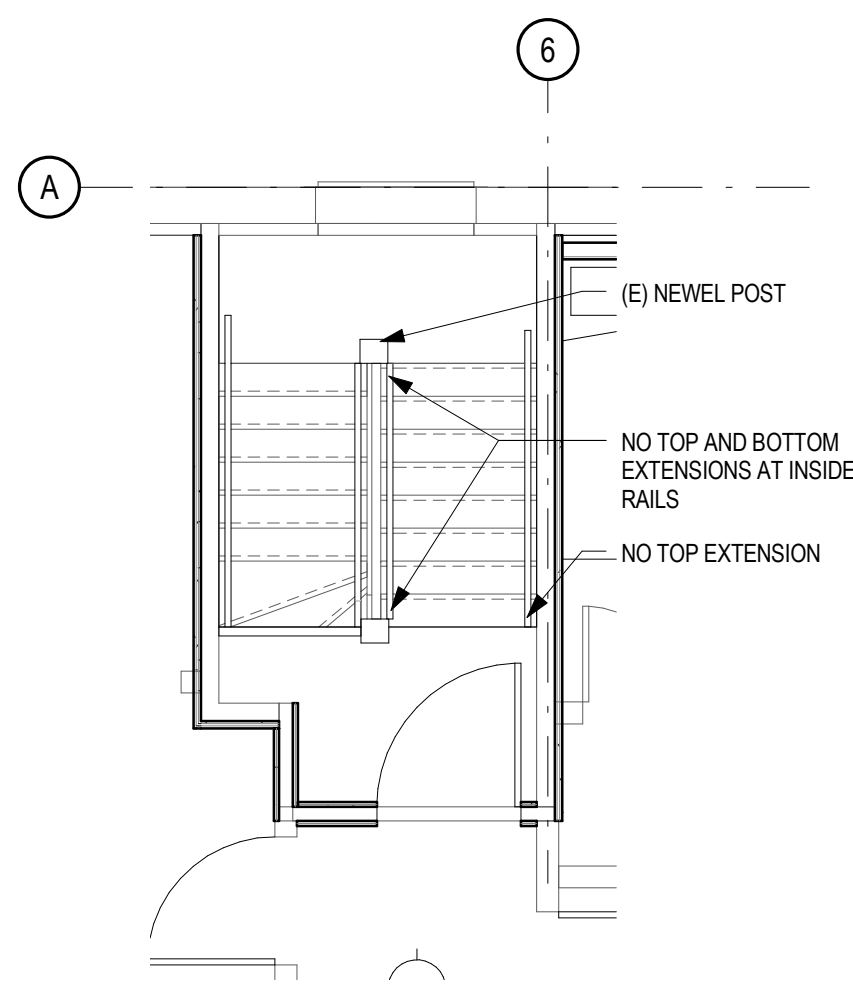 6
A
(E) NEWEL POST
NO TOP AND BOTTOM
EXTENSIONS AT INSIDE
RAILS
NO TOP EXTENSION